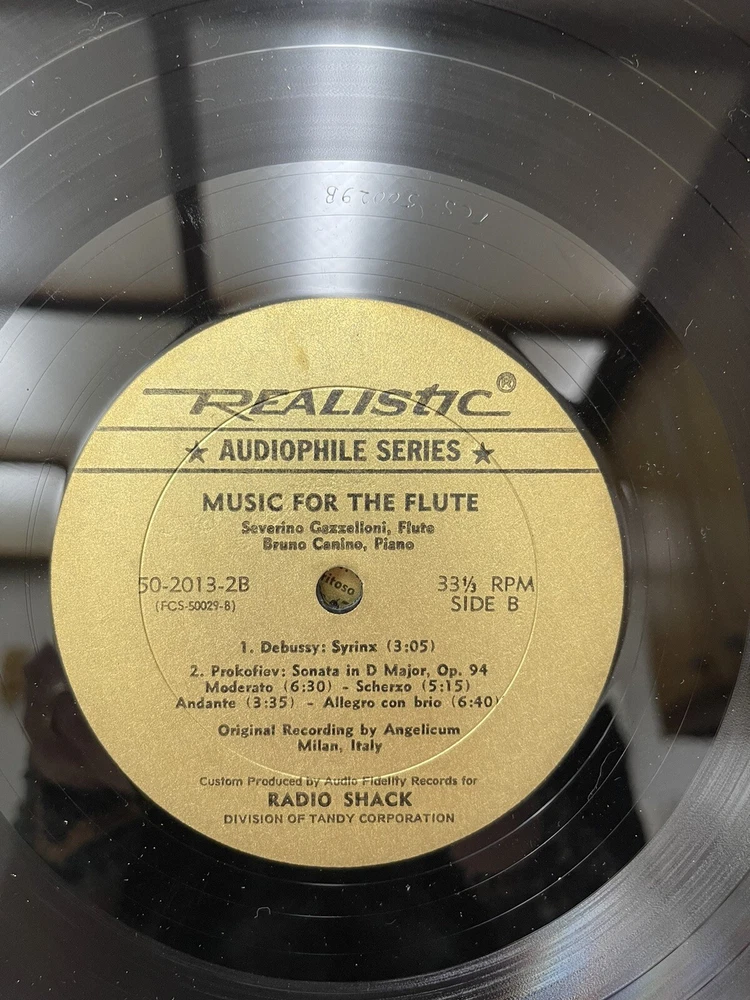 FCS 50029B
REALISTIC®
★ AUDIOPHILE SERIES ★
MUSIC FOR THE FLUTE
Severino Gazzelloni, Flute
Bruno Canino, Piano
50-2013-2B
(FCS-50029-B)
ritoso
33⅓ RPM
SIDE B
1. Debussy: Syrinx (3:05)
2. Prokofiev: Sonata in D Major, Op. 94
Moderato (6:30) - Scherzo (5:15)
Andante (3:35) - Allegro con brio (6:40)
Original Recording by Angelicum
Milan, Italy
Custom Produced by Audio Fidelity Records for
RADIO SHACK
DIVISION OF TANDY CORPORATION